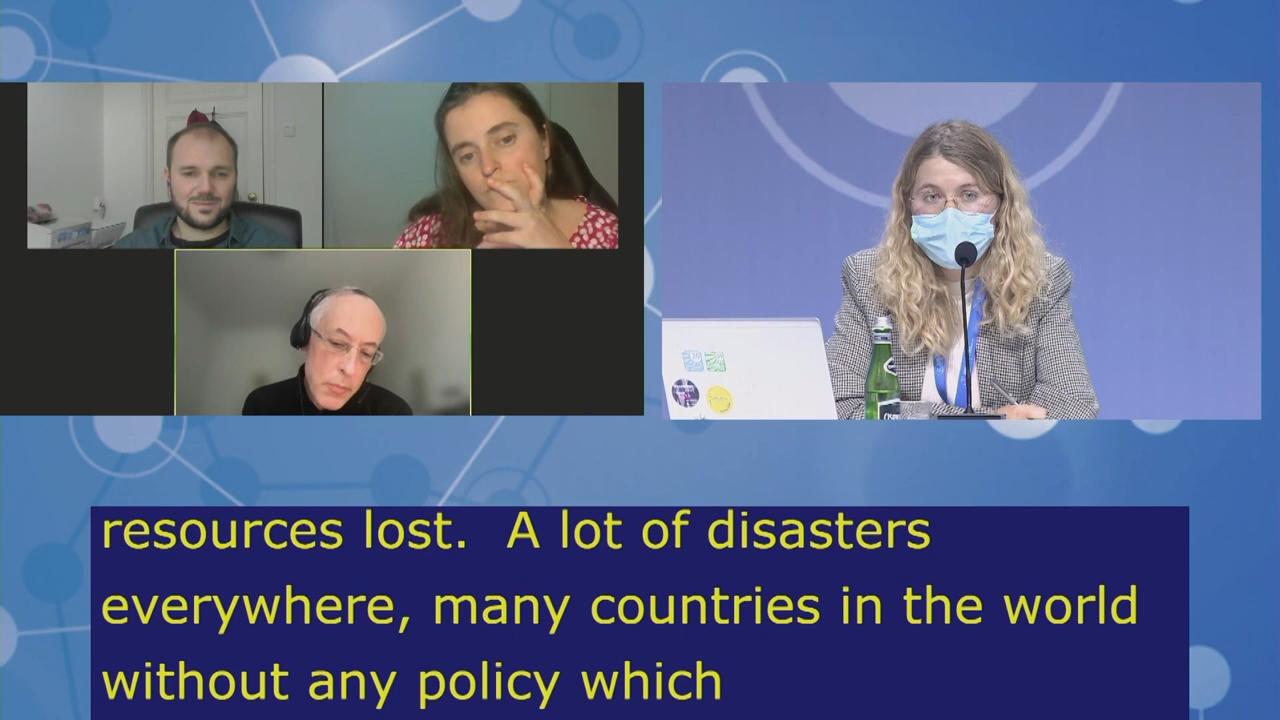 resources lost.  A lot of disasters
everywhere, many countries in the world
without any policy which